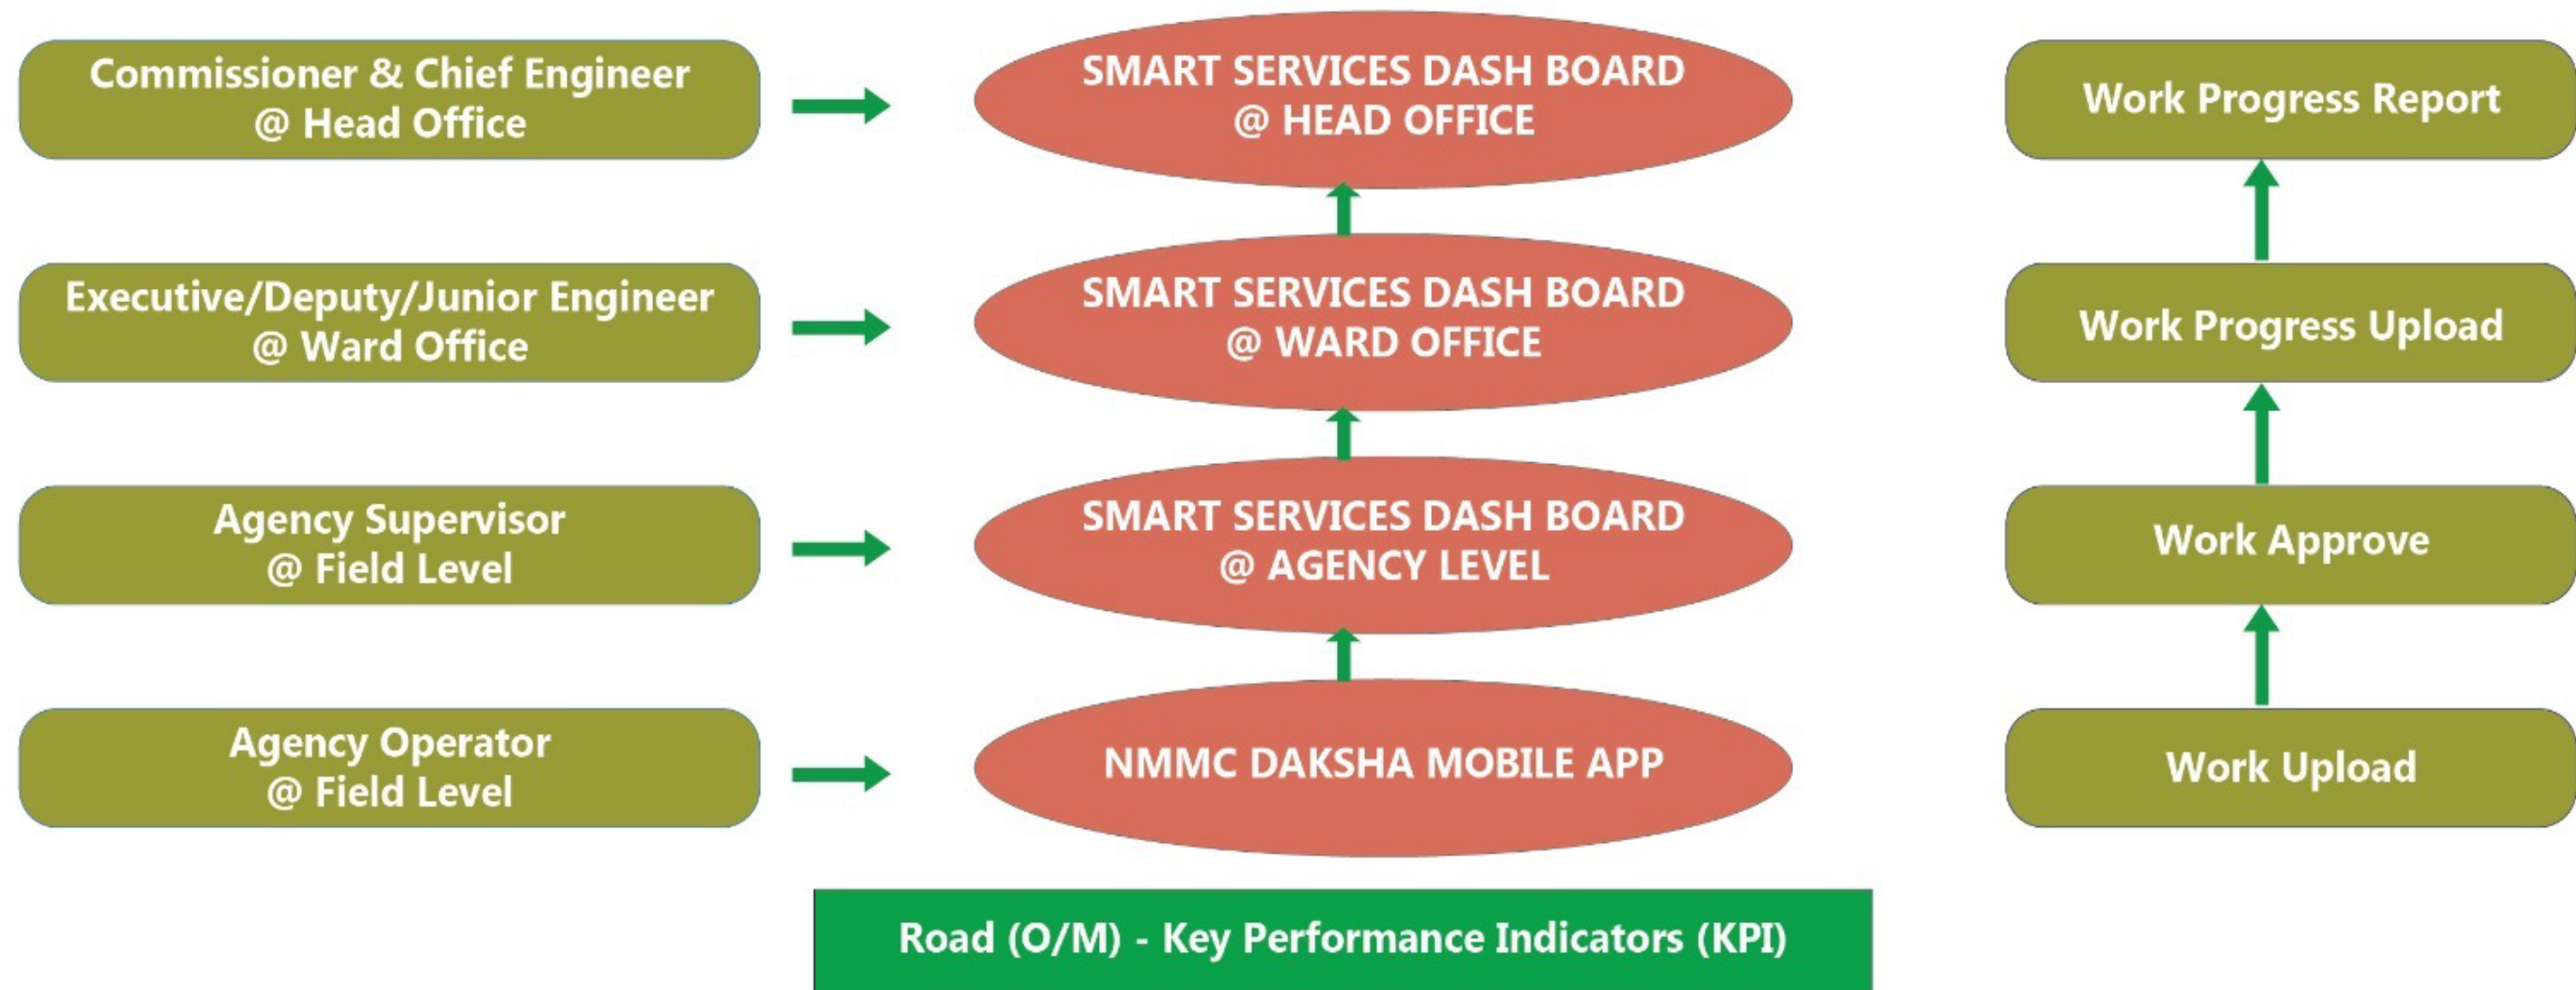 Commissioner & Chief Engineer
@ Head Office
SMART SERVICES DASH BOARD
@ HEAD OFFICE
Work Progress Report
Executive/Deputy/Junior Engineer
@ Ward Office
SMART SERVICES DASH BOARD
@ WARD OFFICE
Work Progress Upload
Agency Supervisor
@ Field Level
SMART SERVICES DASH BOARD
@ AGENCY LEVEL
Work Approve
Agency Operator
@ Field Level
NMMC DAKSHA MOBILE APP
Work Upload
Road (O/M) - Key Performance Indicators (KPI)